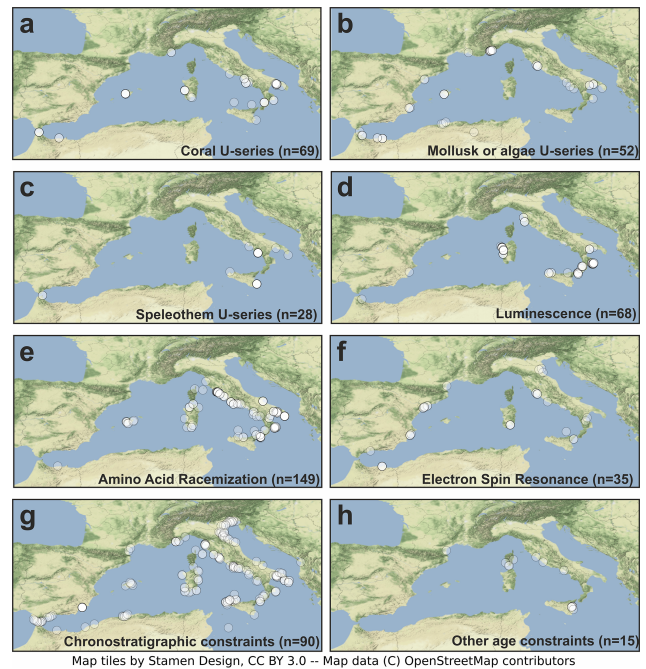 a
Coral U-series (n=69)
b
Mollusk or algae U-series (n=52)
c
Speleothem U-series (n=28)
d
Luminescence (n=68)
e
Amino Acid Racemization (n=149)
f
Electron Spin Resonance (n=35)
g
Chronostratigraphic constraints (n=90)
h
Other age constraints (n=15)
Map tiles by Stamen Design, CC BY 3.0 -- Map data (C) OpenStreetMap contributors